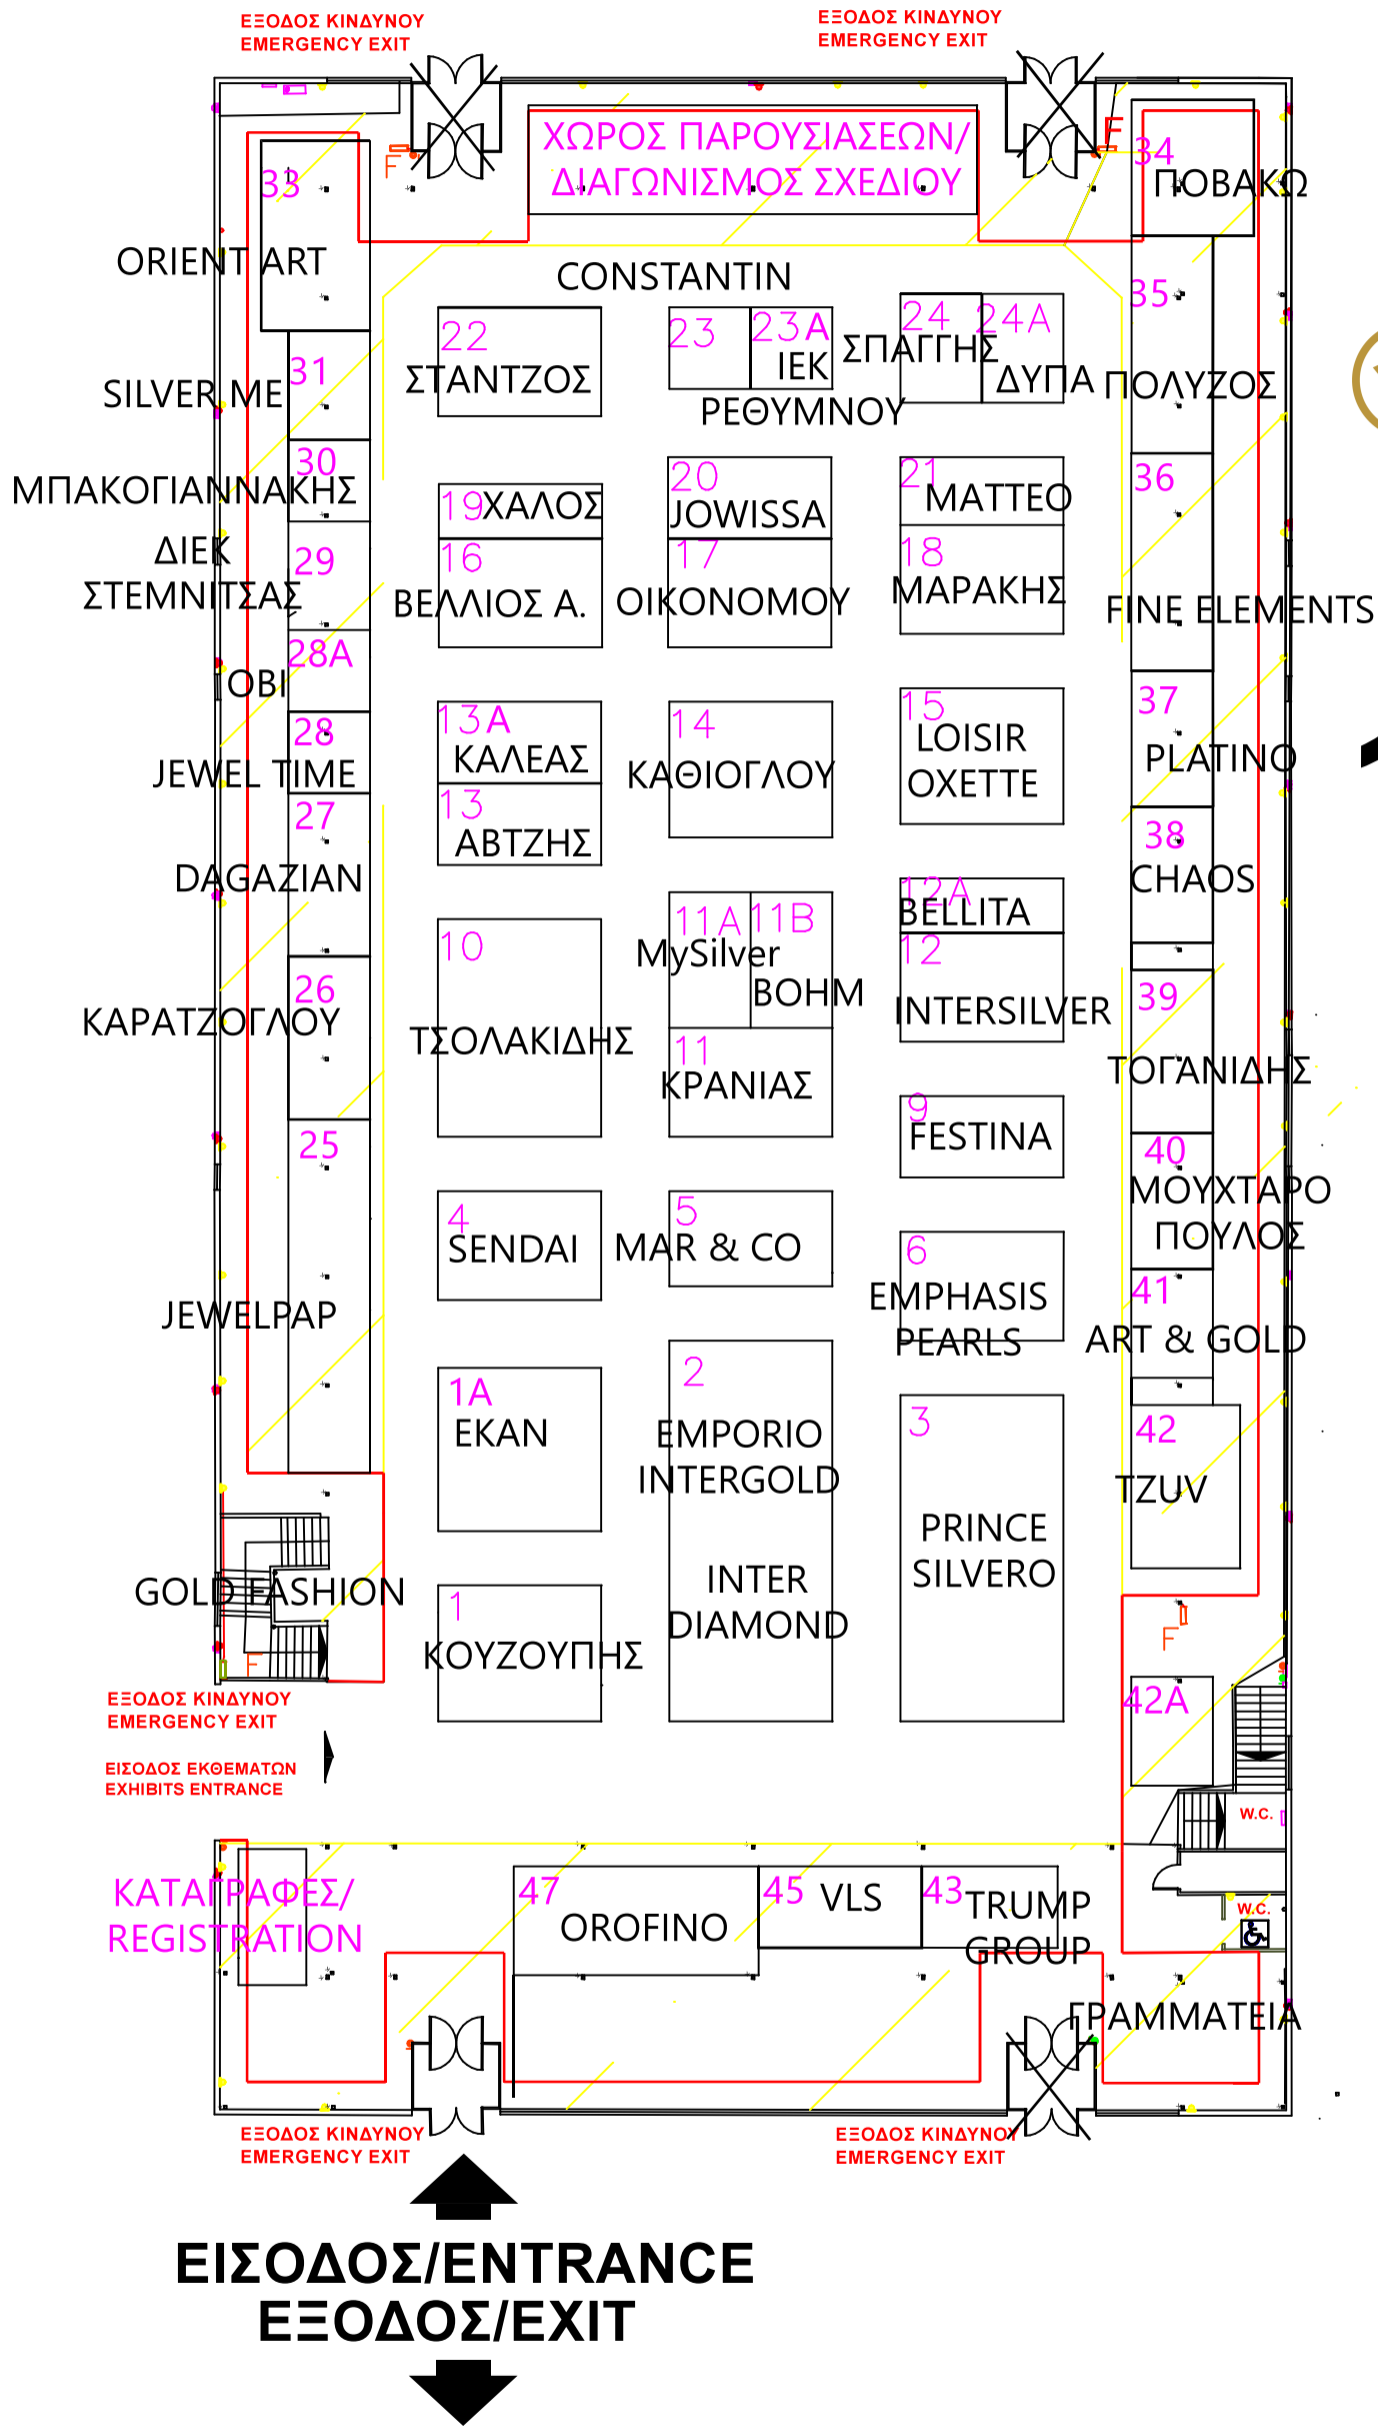 ΕΞΟΔΟΣ ΚΙΝΔΥΝΟΥ
EMERGENCY EXIT
ΕΞΟΔΟΣ ΚΙΝΔΥΝΟΥ
EMERGENCY EXIT
ΧΩΡΟΣ ΠΑΡΟΥΣΙΑΣΕΩΝ/
ΔΙΑΓΩΝΙΣΜΟΣ ΣΧΕΔΙΟΥ
F
F
33
ORIENT ART
34
ΠΟΒΑΚΩ
CONSTANTIN
22
ΣΤΑΝΤΖΟΣ
23
23A
ΙΕΚ
ΡΕΘΥΜΝΟΥ
24
ΣΠΑΓΓΗΣ
24A
ΔΥΠΑ
35
ΠΟΛΥΖΟΣ
31
SILVER ME
30
ΜΠΑΚΟΓΙΑΝΝΑΚΗΣ
19
ΧΑΛΟΣ
20
JOWISSA
21
MATTEO
36
FINE ELEMENTS
29
ΔΙΕΚ
ΣΤΕΜΝΙΤΣΑΣ
16
ΒΕΛΛΙΟΣ Α.
17
ΟΙΚΟΝΟΜΟΥ
18
ΜΑΡΑΚΗΣ
28A
OBI
28
JEWEL TIME
13A
ΚΑΛΕΑΣ
14
ΚΑΘΙΟΓΛΟΥ
15
LOISIR
OXETTE
37
PLATINO
27
DAGAZIAN
13
ΑΒΤΖΗΣ
38
CHAOS
11A
MySilver
11B
BOHM
12A
BELLITA
26
ΚΑΡΑΤΖΟΓΛΟΥ
10
ΤΣΟΛΑΚΙΔΗΣ
11
ΚΡΑΝΙΑΣ
12
INTERSILVER
39
ΤΟΓΑΝΙΔΗΣ
25
JEWELPAP
9
FESTINA
40
ΜΟΥΧΤΑΡΟ
ΠΟΥΛΟΣ
4
SENDAI
5
MAR & CO
6
EMPHASIS
PEARLS
41
ART & GOLD
1A
EKAN
2
EMPORIO
INTERGOLD
INTER
DIAMOND
3
PRINCE
SILVERO
42
TZUV
GOLD FASHION
F
1
ΚΟΥΖΟΥΠΗΣ
F
42A
ΕΞΟΔΟΣ ΚΙΝΔΥΝΟΥ
EMERGENCY EXIT
ΕΙΣΟΔΟΣ ΕΚΘΕΜΑΤΩΝ
EXHIBITS ENTRANCE
W.C.
ΚΑΤΑΓΡΑΦΕΣ/
REGISTRATION
47
OROFINO
45
VLS
43
TRUMP
GROUP
W.C.
ΓΡΑΜΜΑΤΕΙΑ
ΕΞΟΔΟΣ ΚΙΝΔΥΝΟΥ
EMERGENCY EXIT
ΕΞΟΔΟΣ ΚΙΝΔΥΝΟΥ
EMERGENCY EXIT
ΕΙΣΟΔΟΣ/ENTRANCE
ΕΞΟΔΟΣ/EXIT